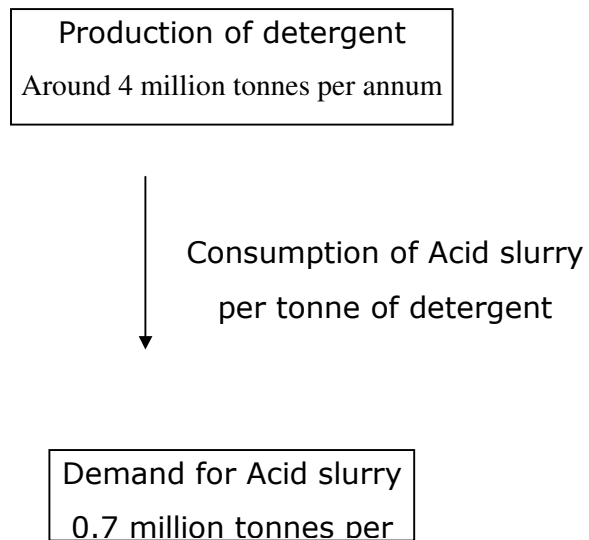 Production of detergent
Around 4 million tonnes per annum
Consumption of Acid slurry
per tonne of detergent
Demand for Acid slurry
0.7 million tonnes per